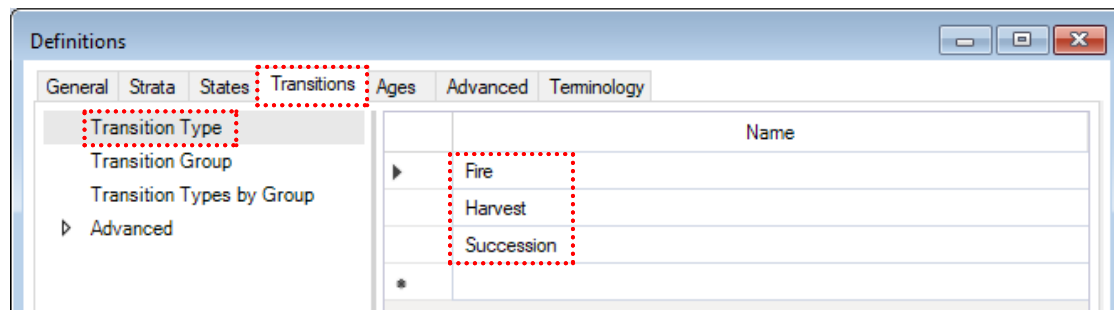 Definitions
General Strata States Transitions Ages Advanced Terminology
Transition Type
Transition Group
Transition Types by Group
Advanced
Name
Fire
Harvest
Succession